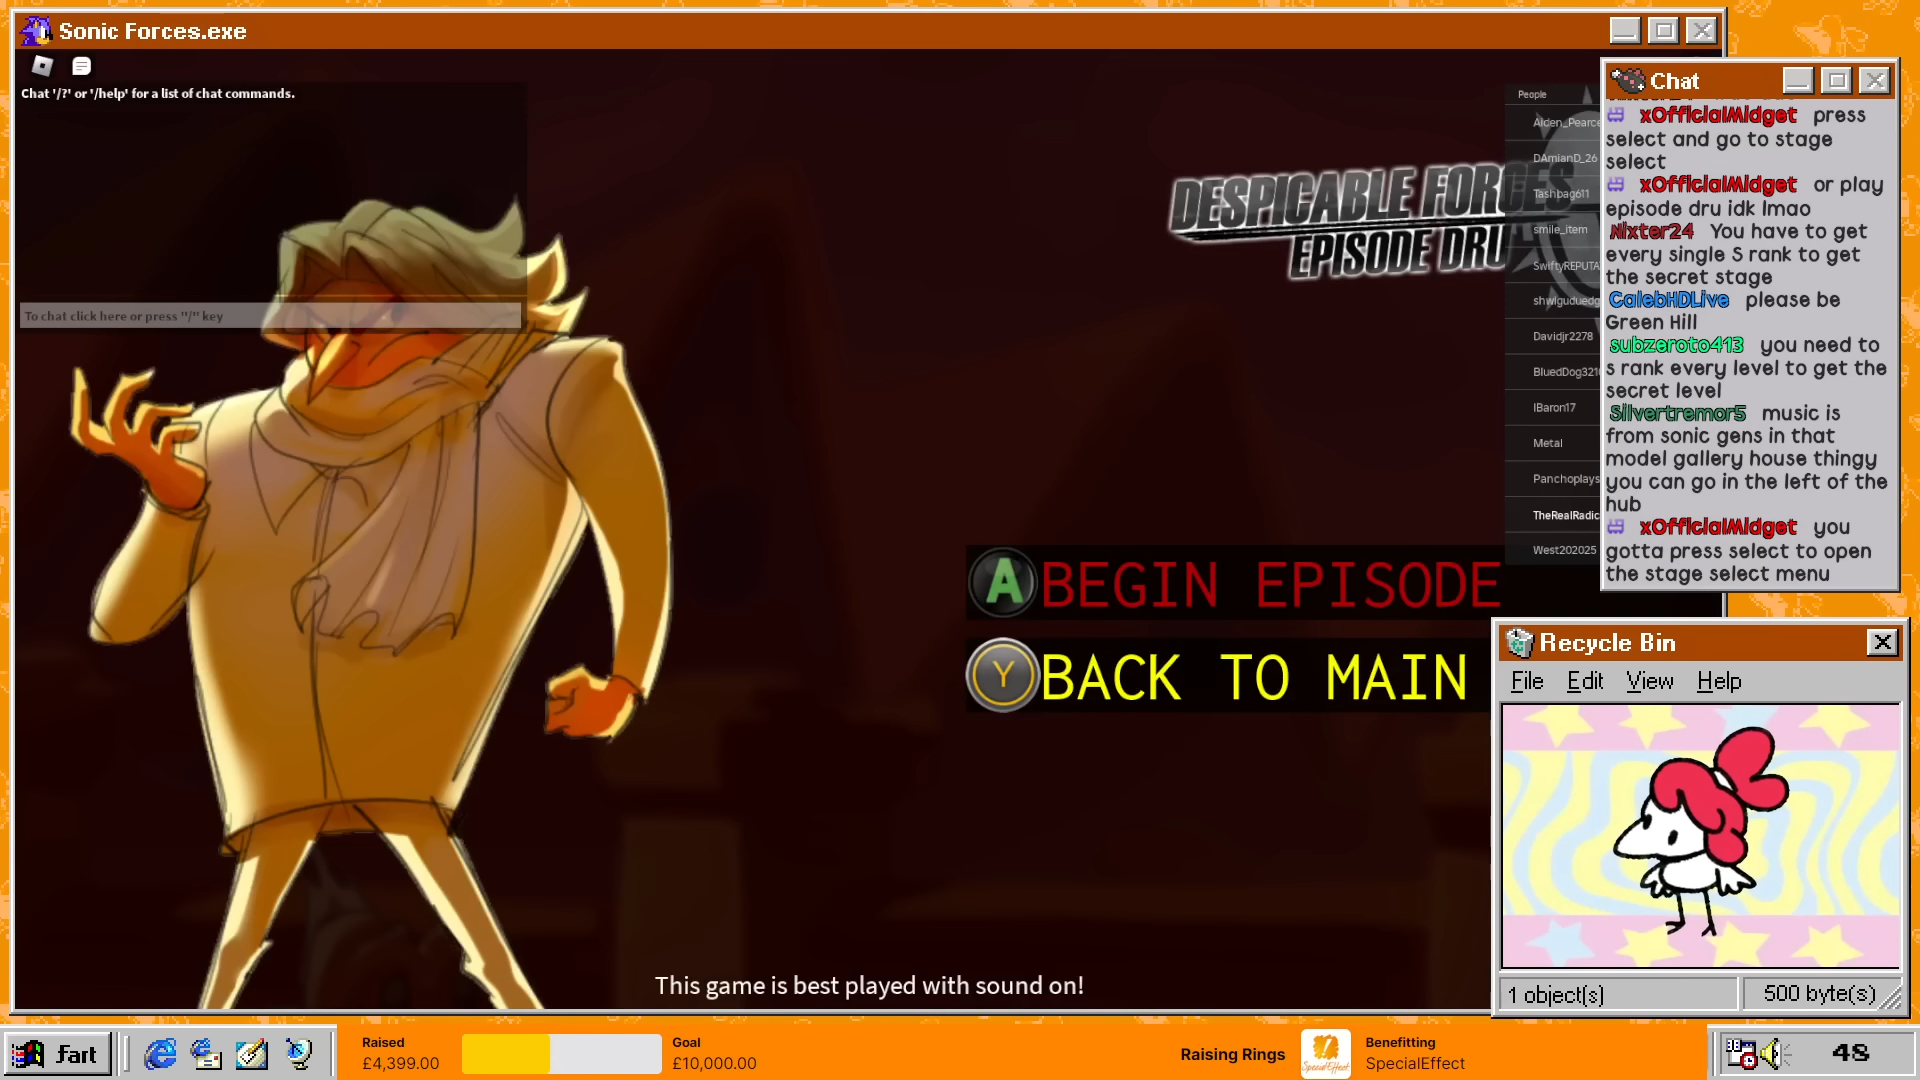 Sonic Forces.exe
Chat '/?' or '/help' for a list of chat commands.
To chat click here or press "/" key
DESPICABLE FORCES
EPISODE DRU
People
Aiden_Pearce
DAmianD_26
Tashbag611
smile_item
SwiftyREPUTA
shwiguduedg
Davidjr2278
BluedDog321
IBaron17
Metal
Panchoplays
TheRealRadic
West202025
A BEGIN EPISODE
Y BACK TO MAIN
This game is best played with sound on!
Chat
xOfficialMidget press
select and go to stage
select
xOfficialMidget or play
episode dru idk lmao
Nixter24 You have to get
every single S rank to get
the secret stage
CalebHDLive please be
Green Hill
subzeroto413 you need to
s rank every level to get the
secret level
Silvertremor5 music is
from sonic gens in that
model gallery house thingy
you can go in the left of the
hub
xOfficialMidget you
gotta press select to open
the stage select menu
Recycle Bin
File Edit View Help
1 object(s)
500 byte(s)
Fart
Raised
£4,399.00
Goal
£10,000.00
Raising Rings
SpecialEffect
Benefitting
SpecialEffect
48